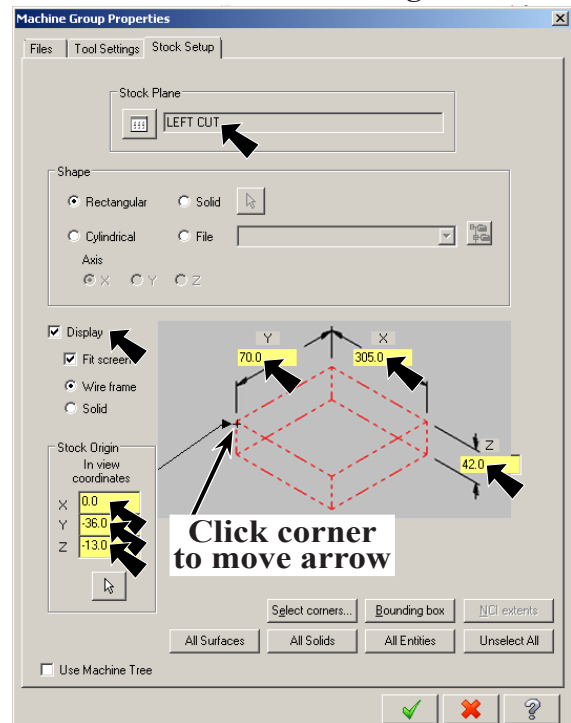 Machine Group Properties
Files Tool Settings Stock Setup
Stock Plane
LEFT CUT
Shape
Rectangular Solid
Cylindrical File
Axis
X Y Z
Display
Fit screen
Wire frame
Solid
Y X
70.0 305.0
Z
42.0
Stock Origin
In view
coordinates
X 0.0
Y -36.0
Z -13.0
Click corner
to move arrow
Select corners... Bounding box NCI extents
All Surfaces All Solids All Entities Unselect All
Use Machine Tree